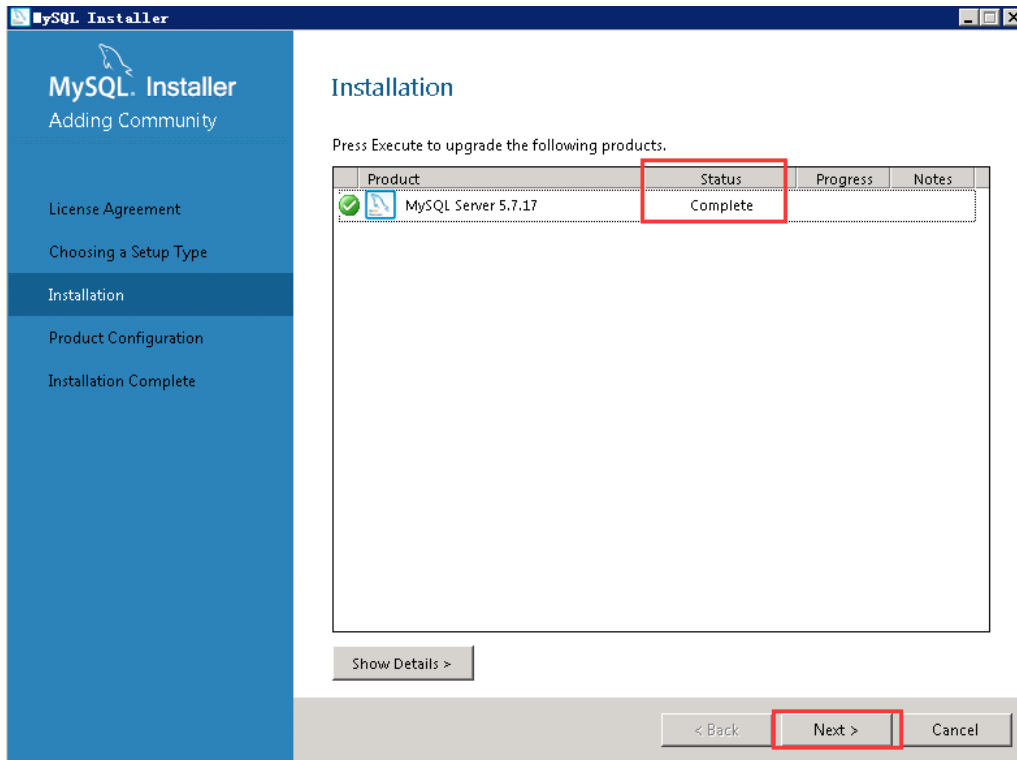 MySQL Installer
MySQL. Installer
Adding Community
License Agreement
Choosing a Setup Type
Installation
Product Configuration
Installation Complete
Installation
Press Execute to upgrade the following products.
Product Status Progress Notes
MySQL Server 5.7.17 Complete
Show Details >
< Back Next > Cancel